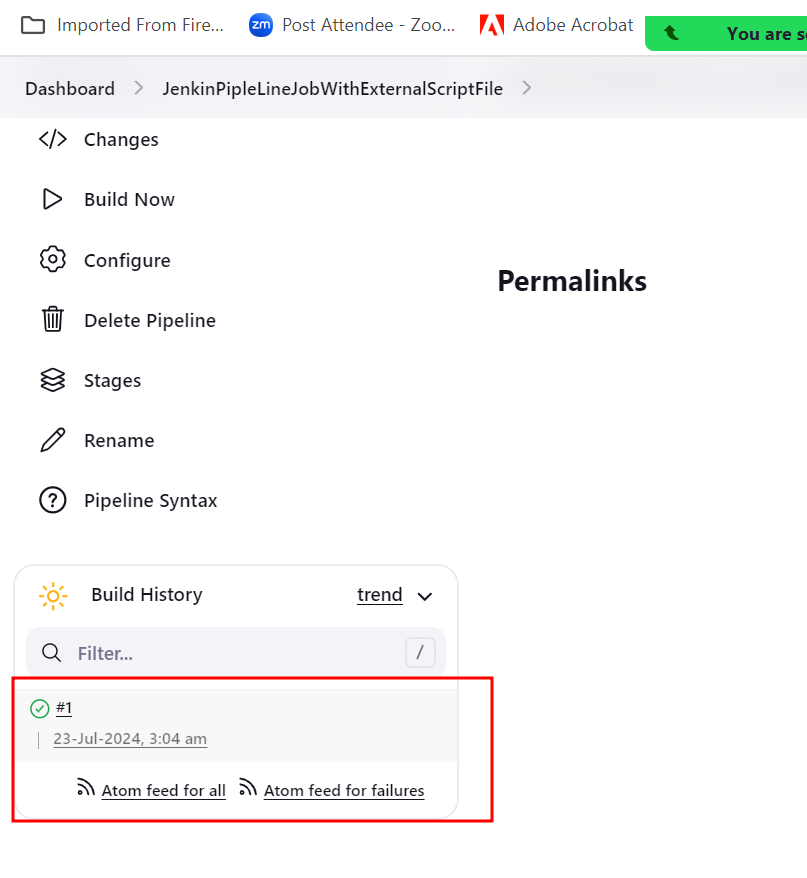 Imported From Fire... zm Post Attendee - Zoo... Adobe Acrobat You are s
Dashboard > JenkinPipleLineJobWithExternalScriptFile >
Changes
Build Now
Configure
Permalinks
Delete Pipeline
Stages
Rename
Pipeline Syntax
Build History trend
Filter... /
#1
23-Jul-2024, 3:04 am
Atom feed for all Atom feed for failures